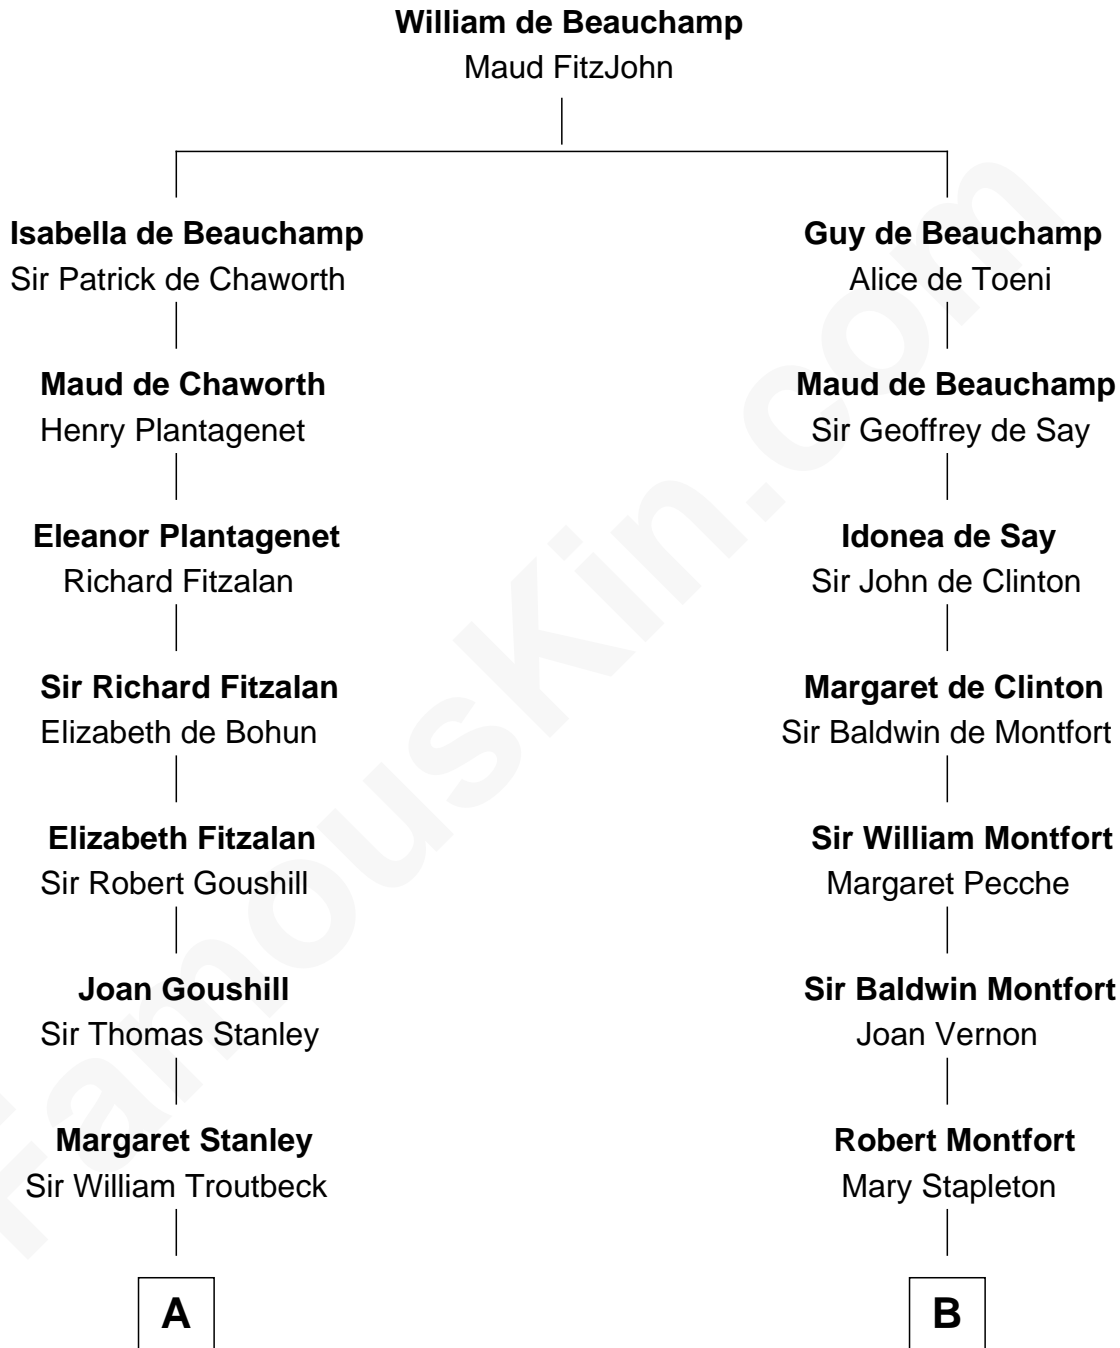 William de Beauchamp
Maud FitzJohn
Isabella de Beauchamp
Sir Patrick de Chaworth
Guy de Beauchamp
Alice de Toeni
Maud de Chaworth
Henry Plantagenet
Maud de Beauchamp
Sir Geoffrey de Say
Eleanor Plantagenet
Richard Fitzalan
Idonea de Say
Sir John de Clinton
Sir Richard Fitzalan
Elizabeth de Bohun
Margaret de Clinton
Sir Baldwin de Montfort
Elizabeth Fitzalan
Sir Robert Goushill
Sir William Montfort
Margaret Pecche
Joan Goushill
Sir Thomas Stanley
Sir Baldwin Montfort
Joan Vernon
Margaret Stanley
Sir William Troutbeck
Robert Montfort
Mary Stapleton
A
B
FamousKin.com